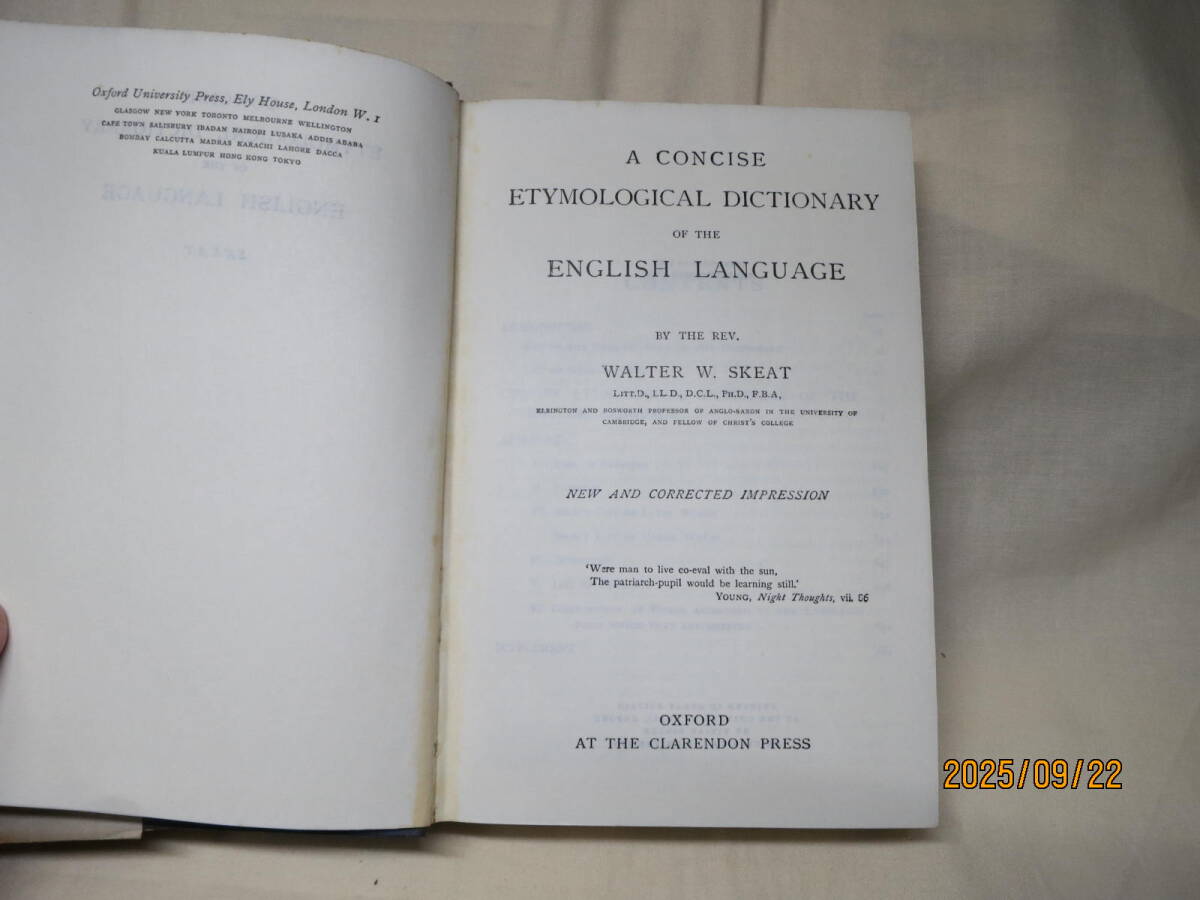 Oxford University Press, Ely House, London W. 1
GLASGOW NEW YORK TORONTO MELBOURNE WELLINGTON
CAPE TOWN SALISBURY IBADAN NAIROBI LUSAKA ADDIS ABABA
BOMBAY CALCUTTA MADRAS KARACHI LAHORE DACCA
KUALA LUMPUR HONG KONG TOKYO
A CONCISE
ETYMOLOGICAL DICTIONARY
OF THE
ENGLISH LANGUAGE
BY THE REV.
WALTER W. SKEAT
LITT.D., LL.D., D.C.L., PH.D., F.B.A,
ELRINGTON AND BOSWORTH PROFESSOR OF ANGLO-SAXON IN THE UNIVERSITY OF
CAMBRIDGE, AND FELLOW OF CHRIST'S COLLEGE
NEW AND CORRECTED IMPRESSION
'Were man to live co-eval with the sun,
The patriarch-pupil would be learning still.'
YOUNG, Night Thoughts, vii. 86
OXFORD
AT THE CLARENDON PRESS
2025/09/22